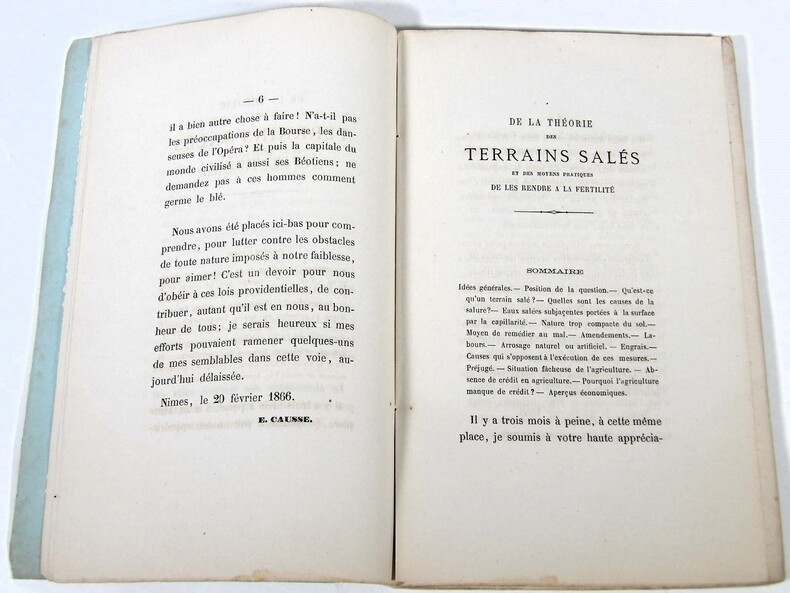 — 6 —
il a bien autre chose à faire! N'a-t-il pas
les préoccupations de la Bourse, les dan-
seuses de l'Opéra? Et puis la capitale du
monde civilisé a aussi ses Béotiens; ne
demandez pas à ces hommes comment
germe le blé.
Nous avons été placés ici-bas pour com-
prendre, pour lutter contre les obstacles
de toute nature imposés à notre faiblesse,
pour aimer! C'est un devoir pour nous
d'obéir à ces lois providentielles, de con-
tribuer, autant qu'il est en nous, au bon-
heur de tous; je serais heureux si mes
efforts pouvaient ramener quelques-uns
de mes semblables dans cette voie, au-
jourd'hui délaissée.
Nimes, le 20 février 1866.
E. CAUSSE.
DE LA THÉORIE
DES
TERRAINS SALÉS
ET DES MOYENS PRATIQUES
DE LES RENDRE A LA FERTILITÉ
SOMMAIRE
Idées générales.— Position de la question.— Qu'est-ce
qu'un terrain salé?— Quelles sont les causes de la
salure?— Eaux salées subjaçentes portées à la surface
par la capillarité.— Nature trop compacte du sol.—
Moyen de remédier au mal.— Amendements.— La-
bours.— Arrosage naturel ou artificiel. — Engrais.—
Causes qui s'opposent à l'exécution de ces mesures.—
Préjugé. — Situation fâcheuse de l'agriculture. — Ab-
sence de crédit en agriculture.— Pourquoi l'agriculture
manque de crédit? — Aperçus économiques.
Il y a trois mois à peine, à cette même
place, je soumis à votre haute apprécia-